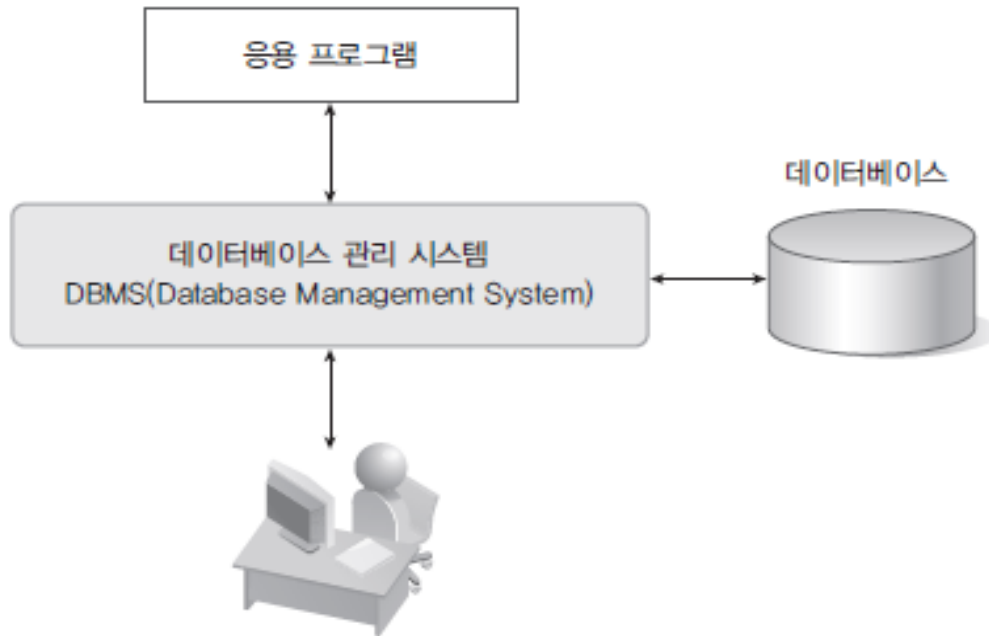 응용 프로그램
데이터베이스
데이터베이스 관리 시스템
DBMS(Database Management System)